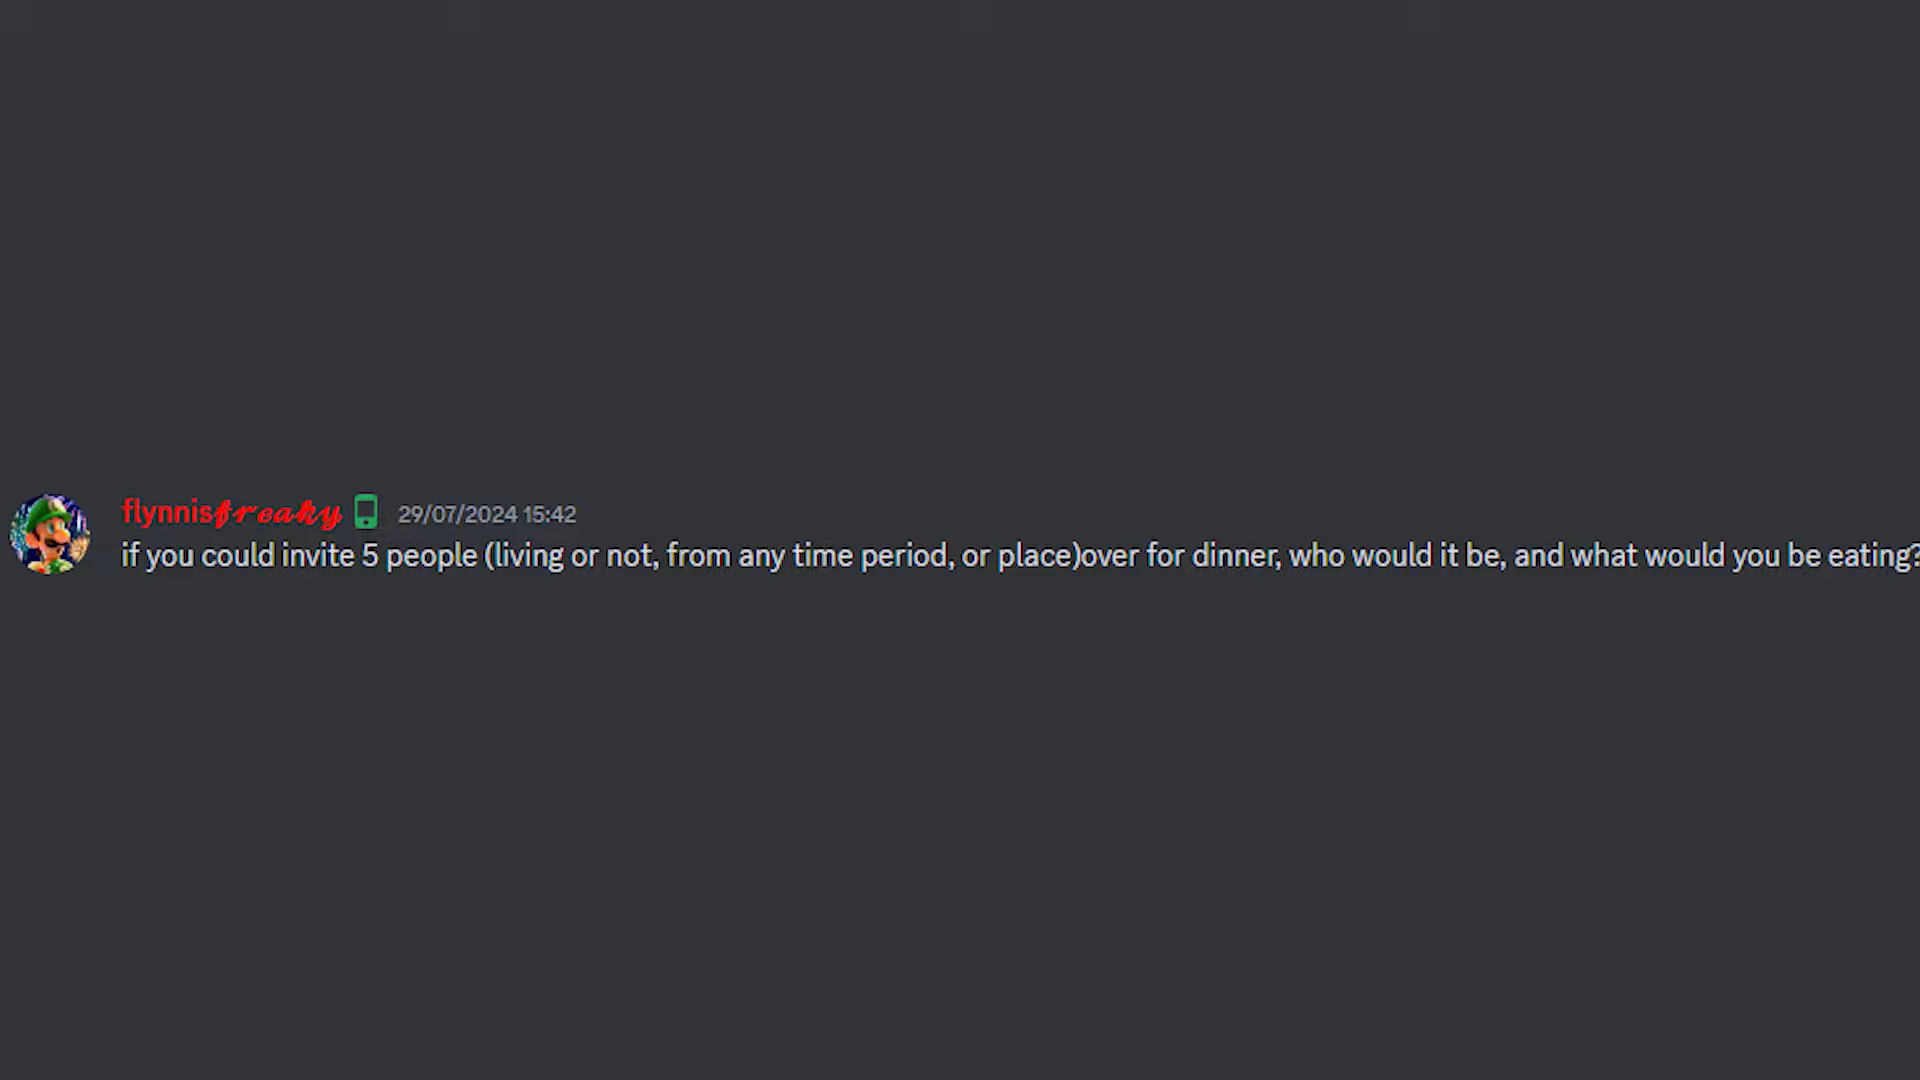 flynnis𝓯𝓻𝓮𝓪𝓴𝔂 29/07/2024 15:42
if you could invite 5 people (living or not, from any time period, or place)over for dinner, who would it be, and what would you be eating?